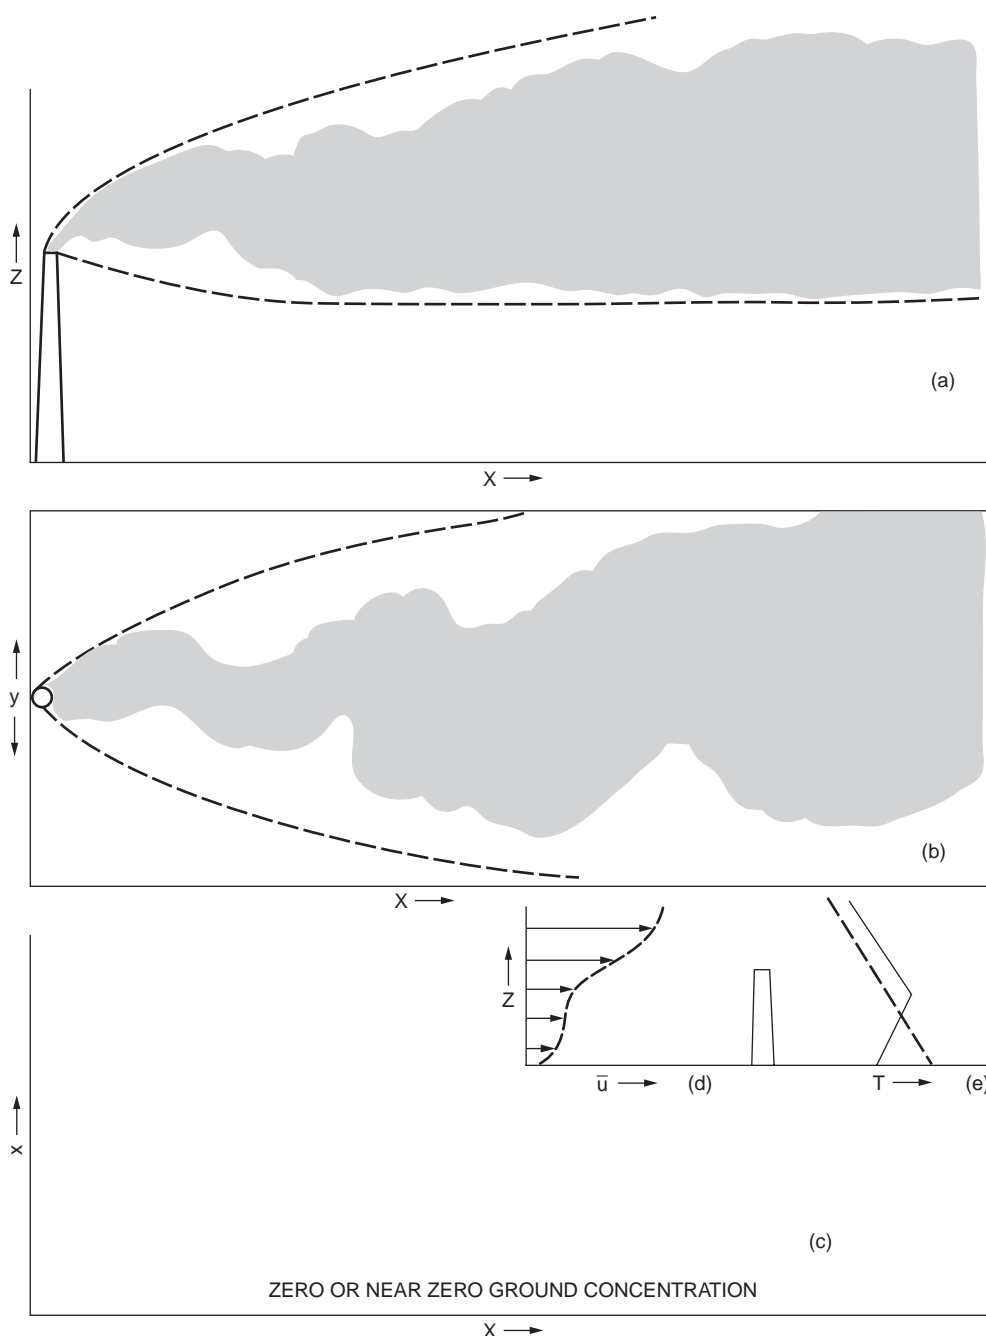 Z
(a)
X
y
(b)
X
Z
u̅
(d)
T
(e)
x
(c)
ZERO OR NEAR ZERO GROUND CONCENTRATION
X